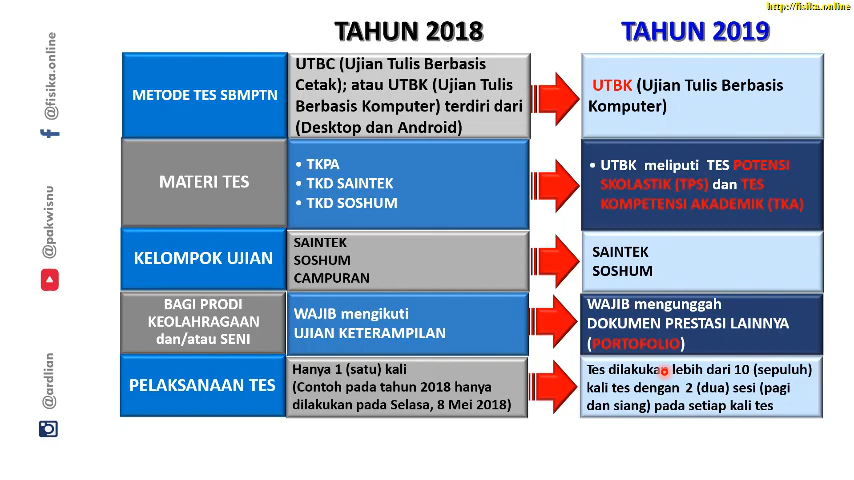 http://fisika.online
TAHUN 2018
TAHUN 2019
METODE TES SBMPTN
UTBC (Ujian Tulis Berbasis
Cetak); atau UTBK (Ujian Tulis
Berbasis Komputer) terdiri dari
(Desktop dan Android)
UTBK (Ujian Tulis Berbasis
Komputer)
MATERI TES
• TKPA
• TKD SAINTEK
• TKD SOSHUM
• UTBK meliputi TES POTENSI
SKOLASTIK (TPS) dan TES
KOMPETENSI AKADEMIK (TKA)
KELOMPOK UJIAN
SAINTEK
SOSHUM
CAMPURAN
SAINTEK
SOSHUM
BAGI PRODI
KEOLAHRAGAAN
dan/atau SENI
WAJIB mengikuti
UJIAN KETERAMPILAN
WAJIB mengunggah
DOKUMEN PRESTASI LAINNYA
(PORTOFOLIO)
PELAKSANAAN TES
Hanya 1 (satu) kali
(Contoh pada tahun 2018 hanya
dilakukan pada Selasa, 8 Mei 2018)
Tes dilakukan lebih dari 10 (sepuluh)
kali tes dengan 2 (dua) sesi (pagi
dan siang) pada setiap kali tes
@fisika.online
@pakwisnu
@ardlian